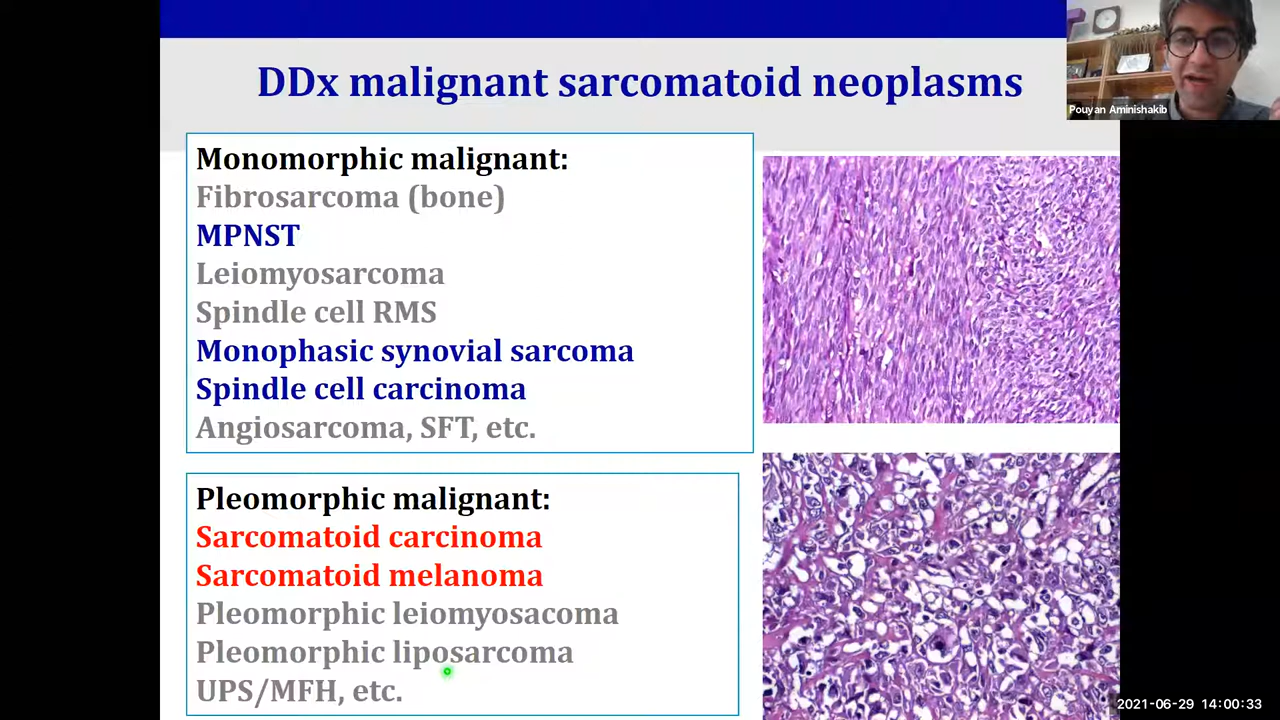 DDx malignant sarcomatoid neoplasms
Pouyan Aminishakib
Monomorphic malignant:
Fibrosarcoma (bone)
MPNST
Leiomyosarcoma
Spindle cell RMS
Monophasic synovial sarcoma
Spindle cell carcinoma
Angiosarcoma, SFT, etc.
Pleomorphic malignant:
Sarcomatoid carcinoma
Sarcomatoid melanoma
Pleomorphic leiomyosacoma
Pleomorphic liposarcoma
UPS/MFH, etc.
2021-06-29 14:00:33